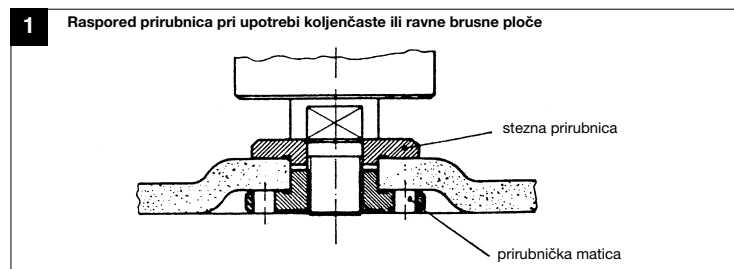 1
Raspored prirubnica pri upotrebi koljenčaste ili ravne brusne ploče
stezna prirubnica
prirubnička matica